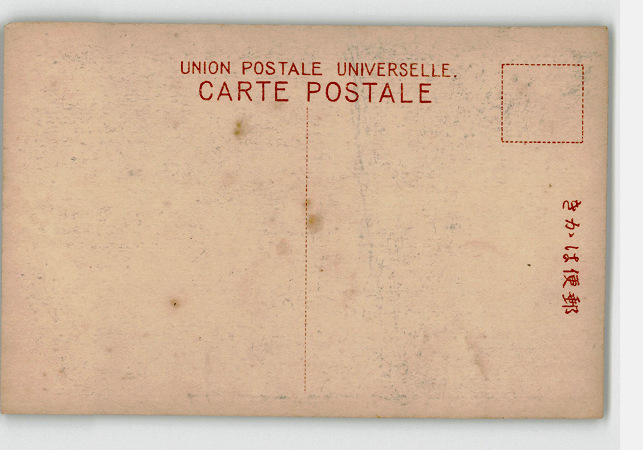 UNION POSTALE UNIVERSELLE.
CARTE POSTALE
きかは便郵